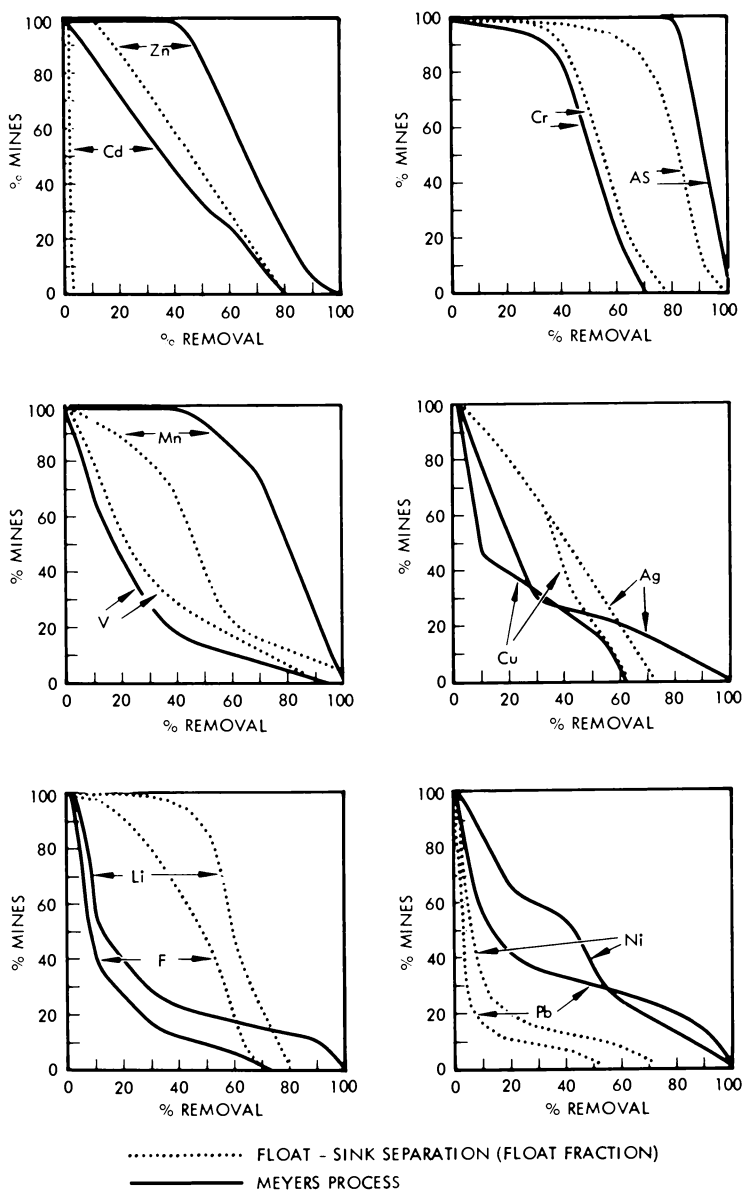 100
80
60
40
20
0
°c MINES
Zn
Cd
0 20 40 60 80 100
°c REMOVAL
100
80
60
40
20
0
% MINES
Cr
AS
0 20 40 60 80 100
% REMOVAL
100
80
60
40
20
0
% MINES
Mn
V
0 20 40 60 80 100
% REMOVAL
100
80
60
40
20
0
% MINES
Ag
Cu
0 20 40 60 80 100
% REMOVAL
100
80
60
40
20
0
% MINES
Li
F
0 20 40 60 80 100
% REMOVAL
100
80
60
40
20
0
% MINES
Ni
Pb
0 20 40 60 80 100
% REMOVAL
FLOAT - SINK SEPARATION (FLOAT FRACTION)
MEYERS PROCESS